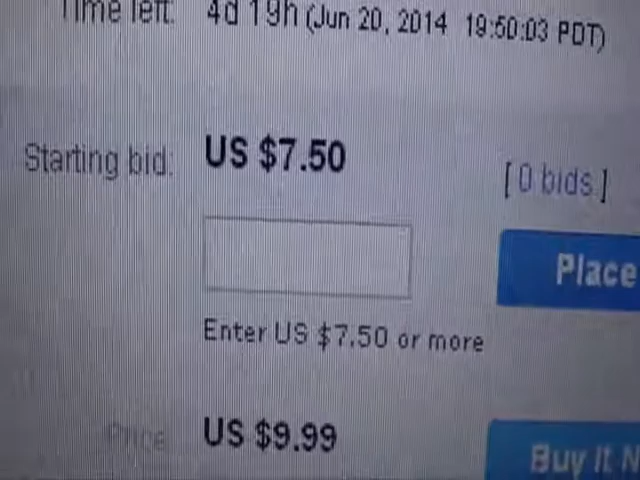 Time left: 4d 19h (Jun 20, 2014 19:50:03 PDT)
Starting bid: US $7.50 [ 0 bids ]
Place
Enter US $7.50 or more
Price US $9.99
Buy It N